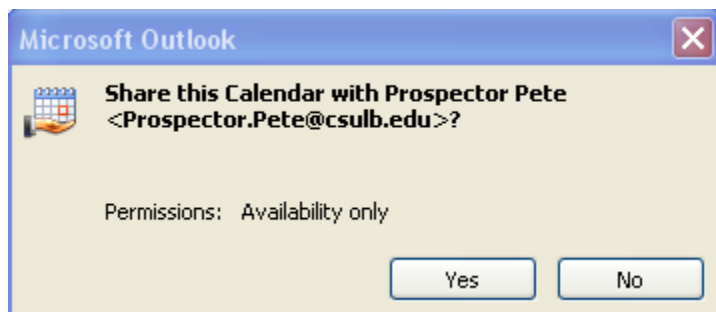 Microsoft Outlook
Share this Calendar with Prospector Pete
<Prospector.Pete@csulb.edu>?
Permissions: Availability only
Yes No